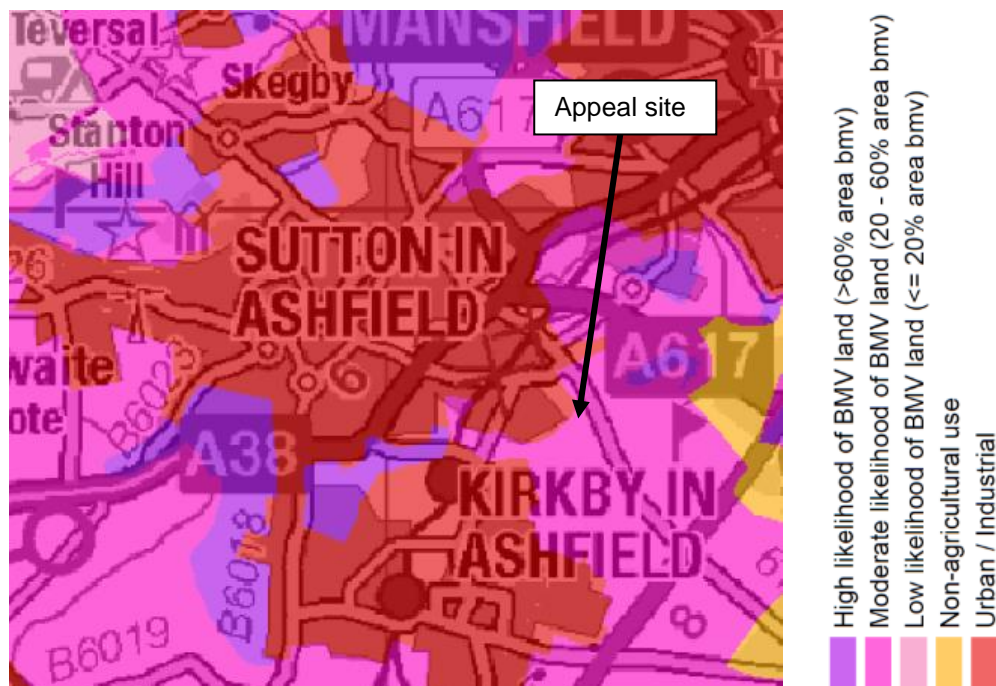 Teversal
MANSFIELD
Skegby
A617
Appeal site
Stanton
Hill
SUTTON IN
ASHFIELD
A617
B6023
A38
KIRKBY IN
ASHFIELD
B6018
B6019
High likelihood of BMV land (>60% area bmv)
Moderate likelihood of BMV land (20 - 60% area bmv)
Low likelihood of BMV land (<= 20% area bmv)
Non-agricultural use
Urban / Industrial